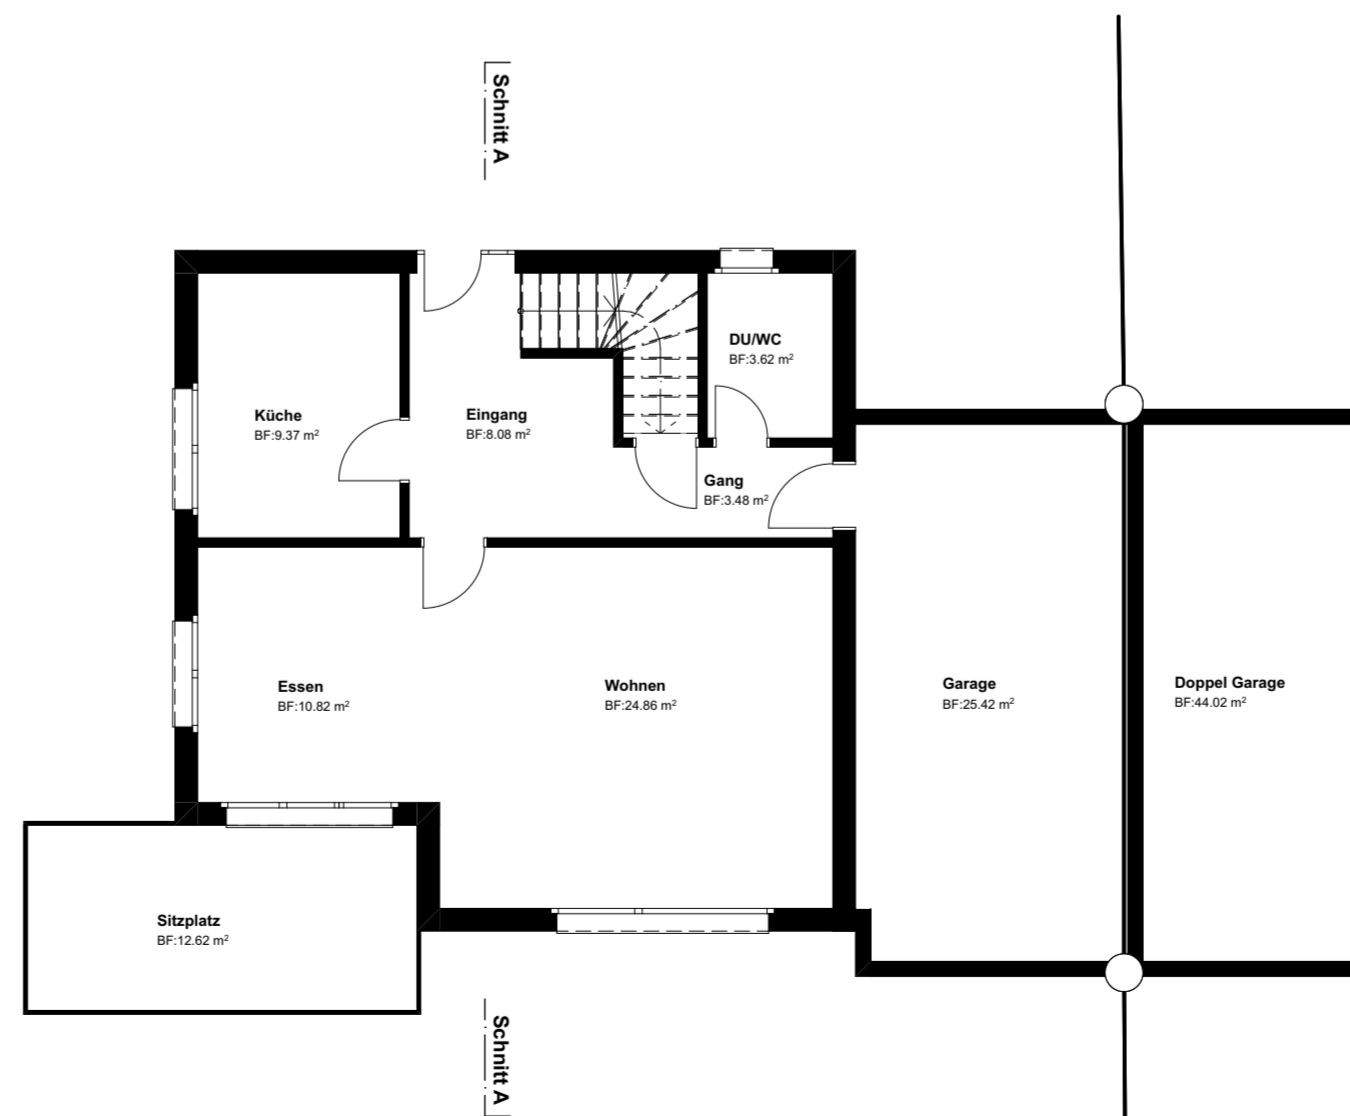 Schnitt A
DU/WC
BF:3.62 m²
Küche
BF:9.37 m²
Eingang
BF:8.08 m²
Gang
BF:3.48 m²
Essen
BF:10.82 m²
Wohnen
BF:24.86 m²
Garage
BF:25.42 m²
Doppel Garage
BF:44.02 m²
Sitzplatz
BF:12.62 m²
Schnitt A